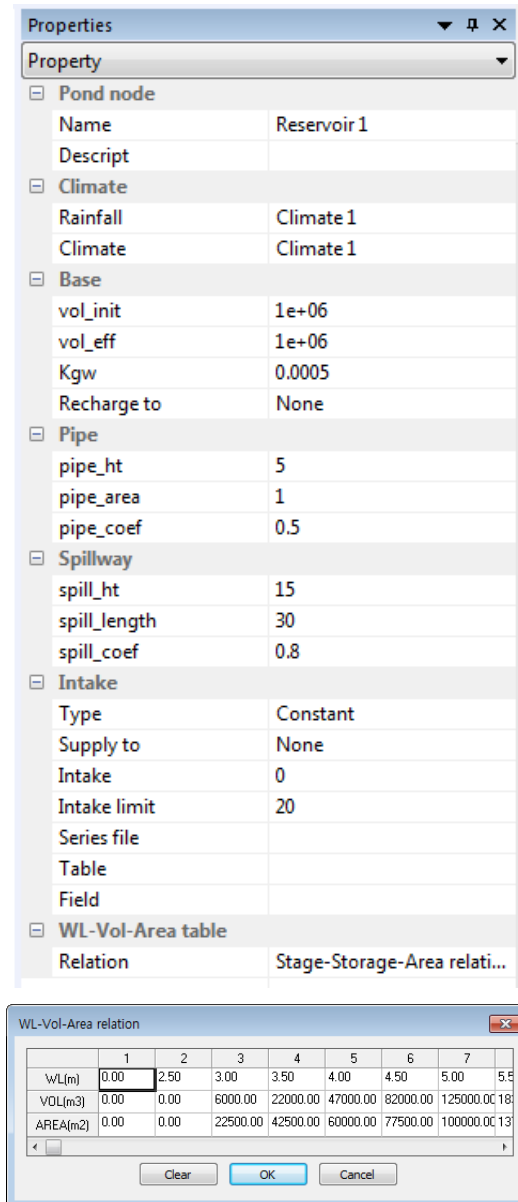 Properties
Property
Pond node
Name Reservoir 1
Descript
Climate
Rainfall Climate 1
Climate Climate 1
Base
vol_init 1e+06
vol_eff 1e+06
Kgw 0.0005
Recharge to None
Pipe
pipe_ht 5
pipe_area 1
pipe_coef 0.5
Spillway
spill_ht 15
spill_length 30
spill_coef 0.8
Intake
Type Constant
Supply to None
Intake 0
Intake limit 20
Series file
Table
Field
WL-Vol-Area table
Relation Stage-Storage-Area relati...
WL-Vol-Area relation
1 2 3 4 5 6 7
WL(m) 0.00 2.50 3.00 3.50 4.00 4.50 5.00
VOL(m3) 0.00 0.00 6000.00 22000.00 47000.00 82000.00 125000.00
AREA(m2) 0.00 0.00 22500.00 42500.00 60000.00 77500.00 100000.00
Clear OK Cancel